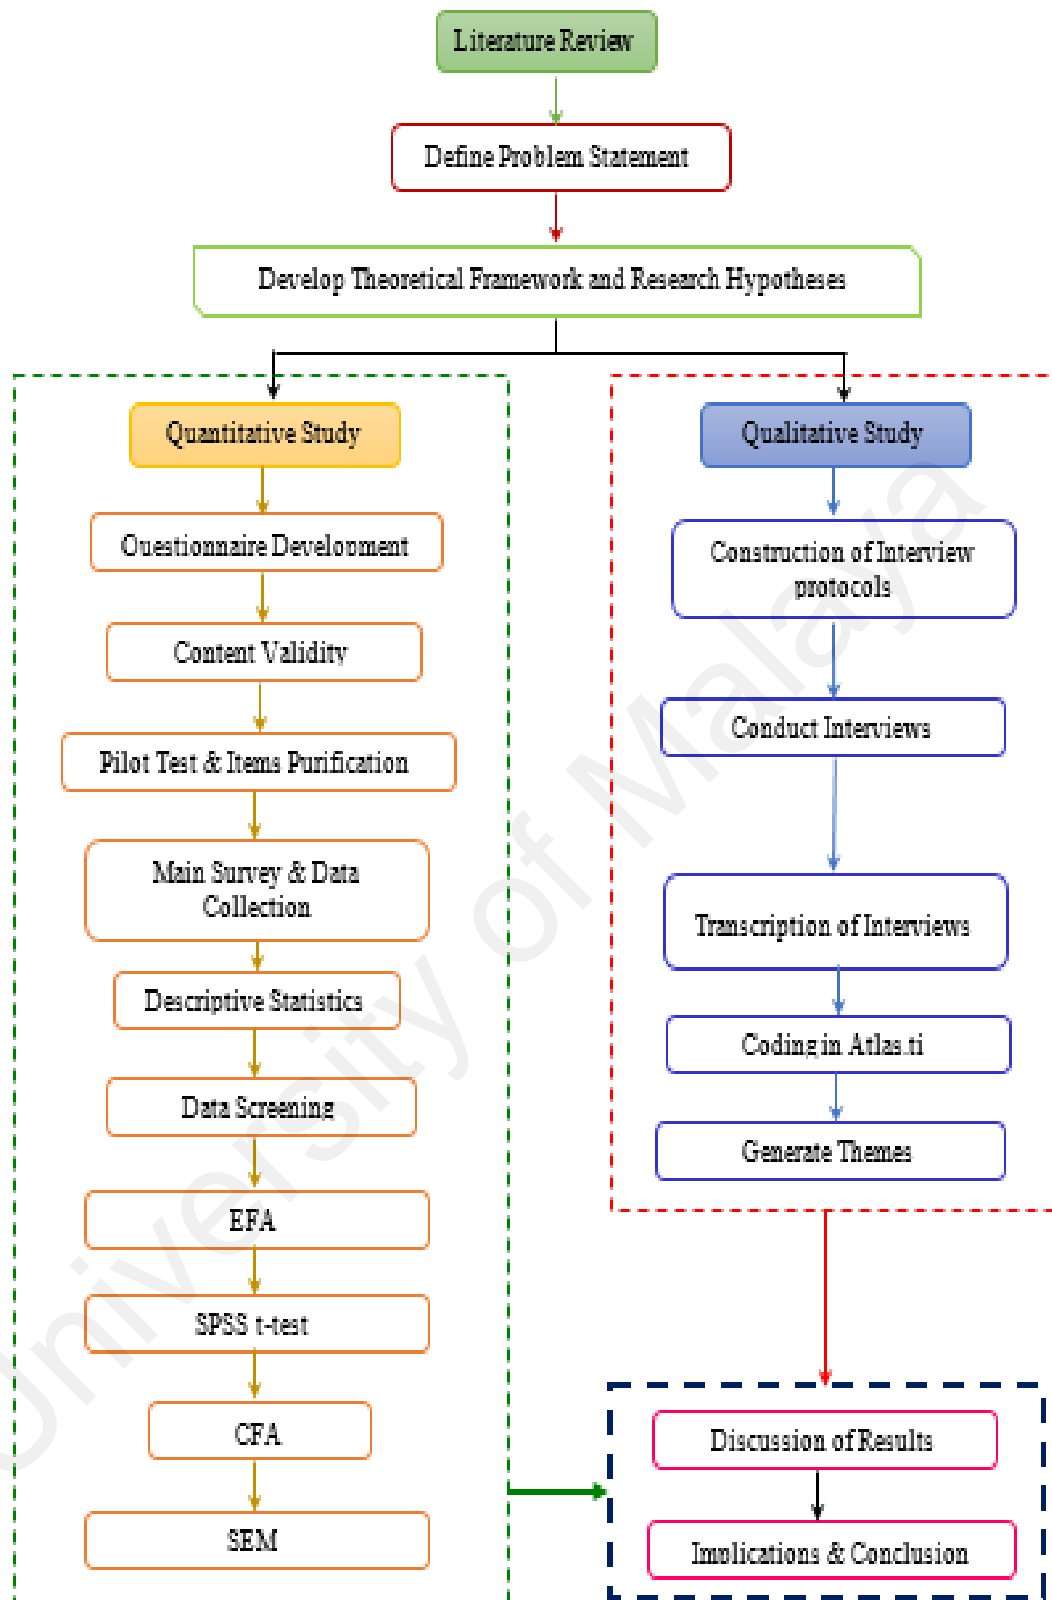 Literature Review
Define Problem Statement
Develop Theoretical Framework and Research Hypotheses
Quantitative Study
Questionnaire Development
Content Validity
Pilot Test & Items Purification
Main Survey & Data
Collection
Descriptive Statistics
Data Screening
EFA
SPSS t-test
CFA
SEM
Qualitative Study
Construction of Interview
protocols
Conduct Interviews
Transcription of Interviews
Coding in Atlas.ti
Generate Themes
Discussion of Results
Implications & Conclusion
University of Malaya